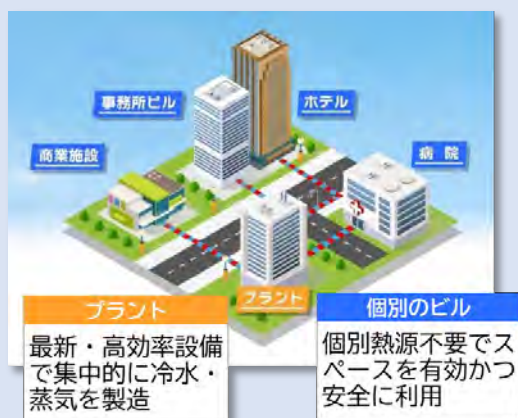 事務所ビル
ホテル
商業施設
病院
プラント
プラント
最新・高効率設備
で集中的に冷水・
蒸気を製造
個別のビル
個別熱源不要でス
ペースを有効かつ
安全に利用